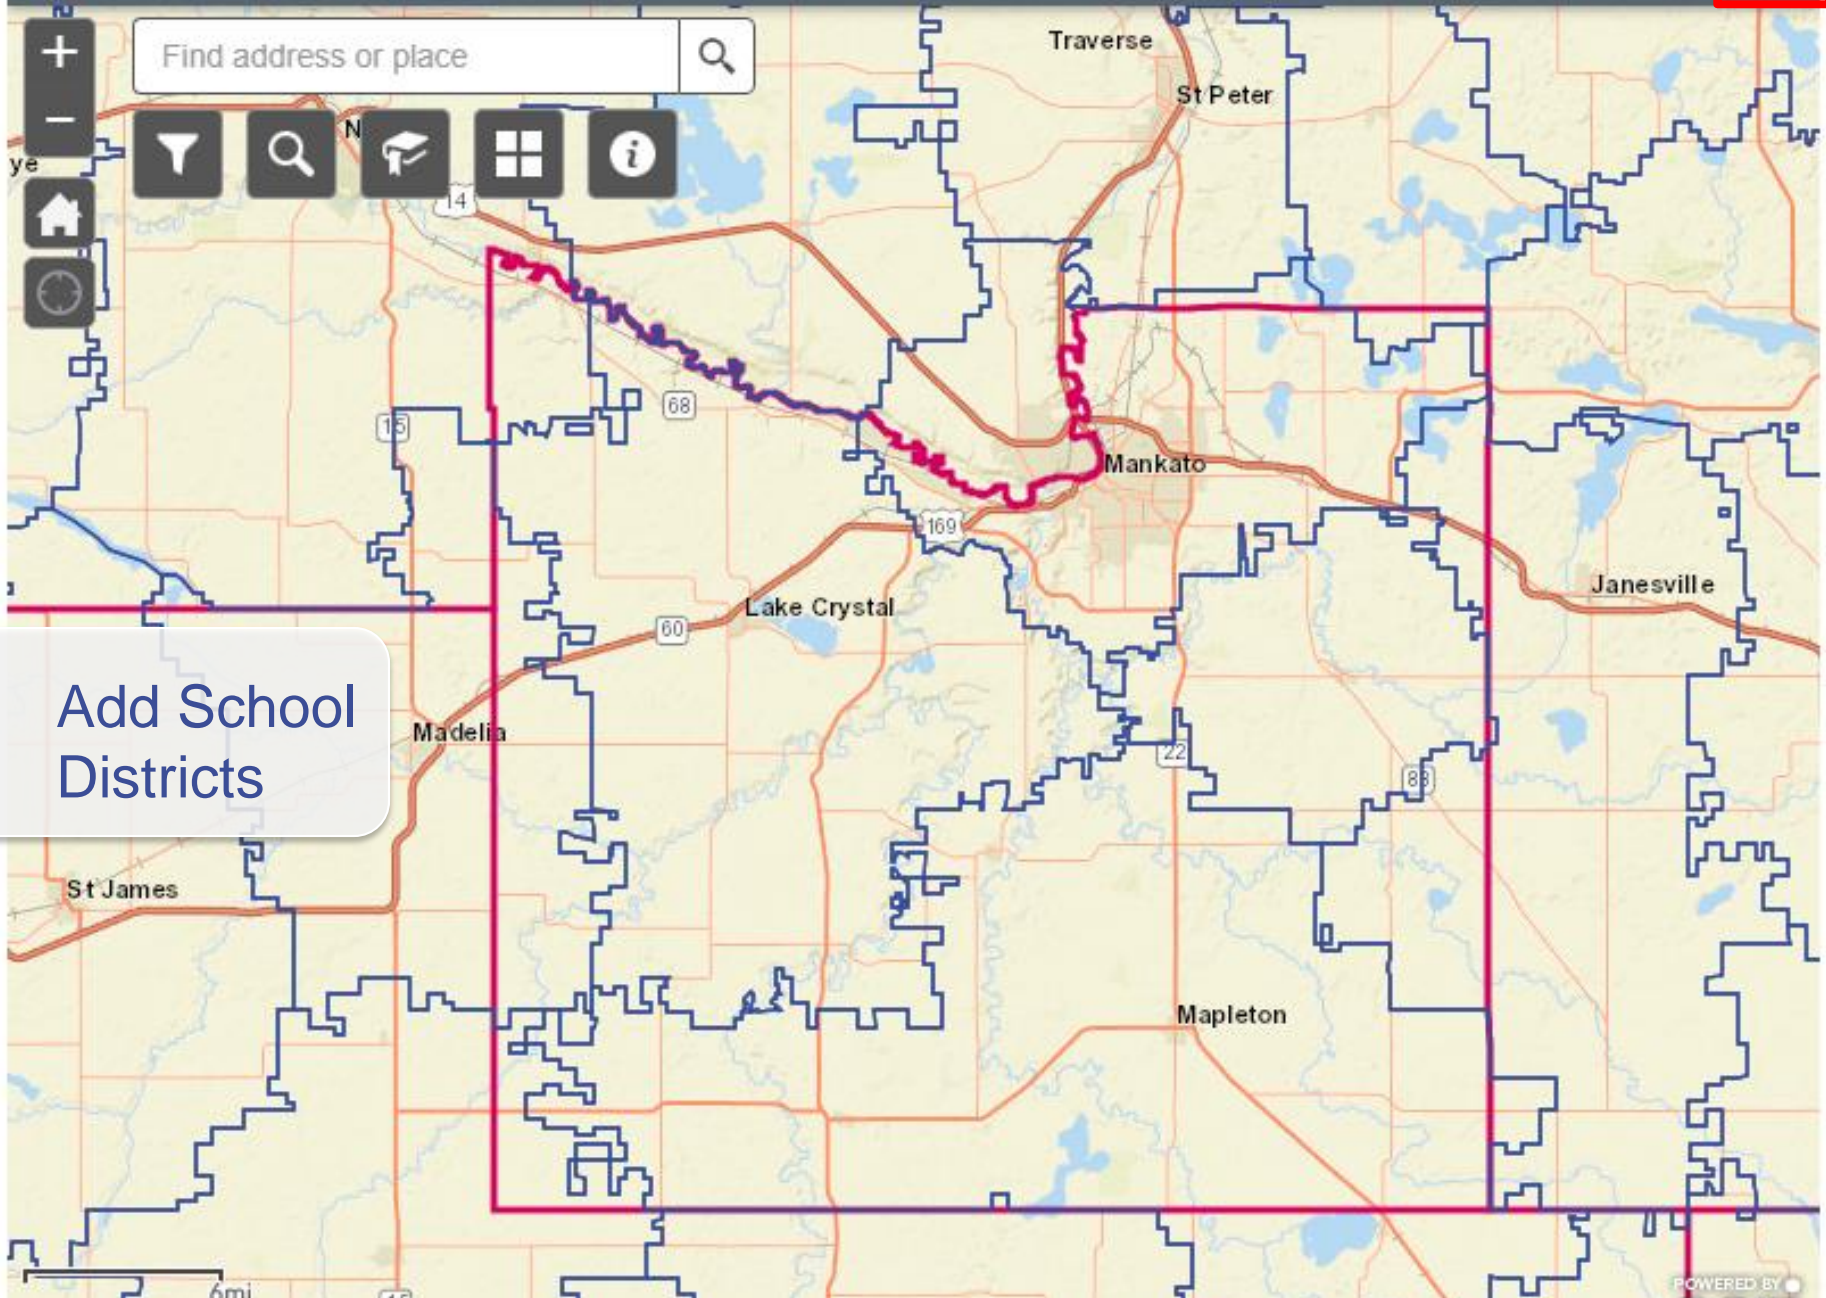 +
Find address or place
−
Traverse
St Peter
N
ye
14
i
68
15
Mankato
169
Janesville
Lake Crystal
60
Add School
Districts
Madelia
22
83
St James
Mapleton
6mi
POWERED BY